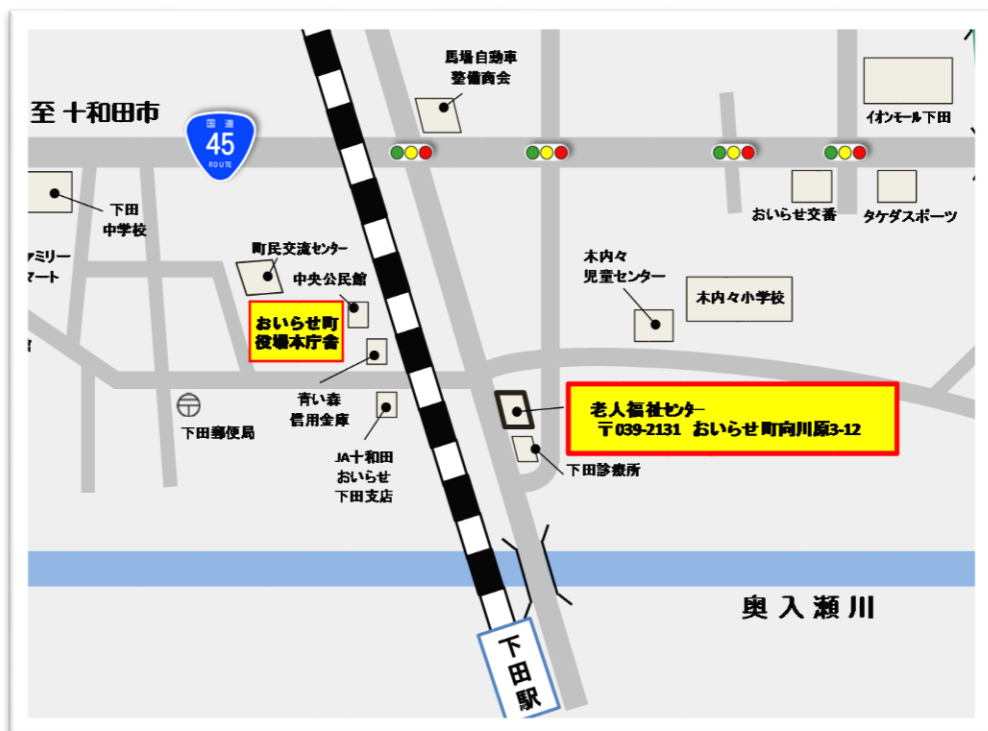 馬場自動車
整備商会
至 十和田市
国道
45
ROUTE
イオンモール下田
下田
中学校
おいらせ交番
タケダスポーツ
町民交流センター
木内々
児童センター
ァミリー
マート
中央公民館
木内々小学校
おいらせ町
役場本庁舎
青い森
信用金庫
老人福祉センター
〒039-2131 おいらせ町向川原3-12
下田郵便局
JA十和田
おいらせ
下田支店
下田診療所
奥入瀬川
下田駅